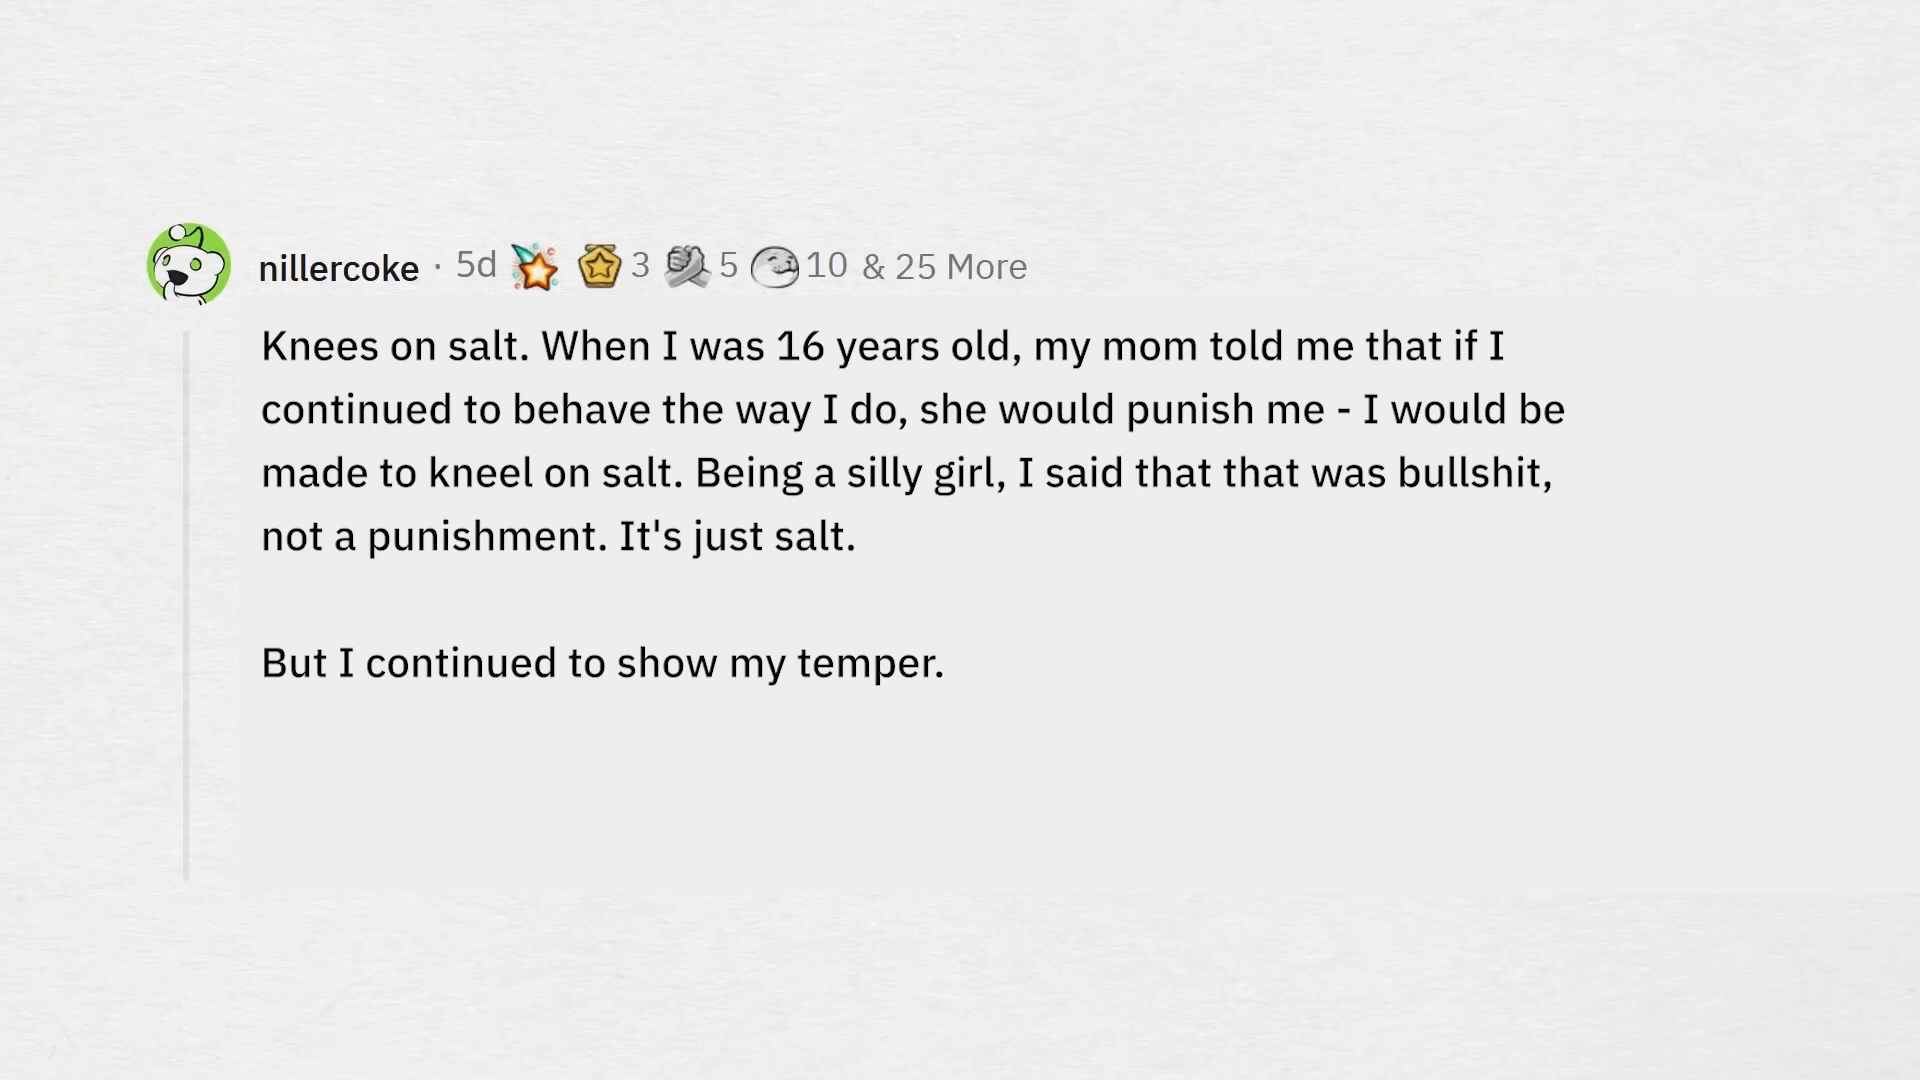 nillercoke · 5d 3 5 10 & 25 More
Knees on salt. When I was 16 years old, my mom told me that if I
continued to behave the way I do, she would punish me - I would be
made to kneel on salt. Being a silly girl, I said that that was bullshit,
not a punishment. It's just salt.
But I continued to show my temper.